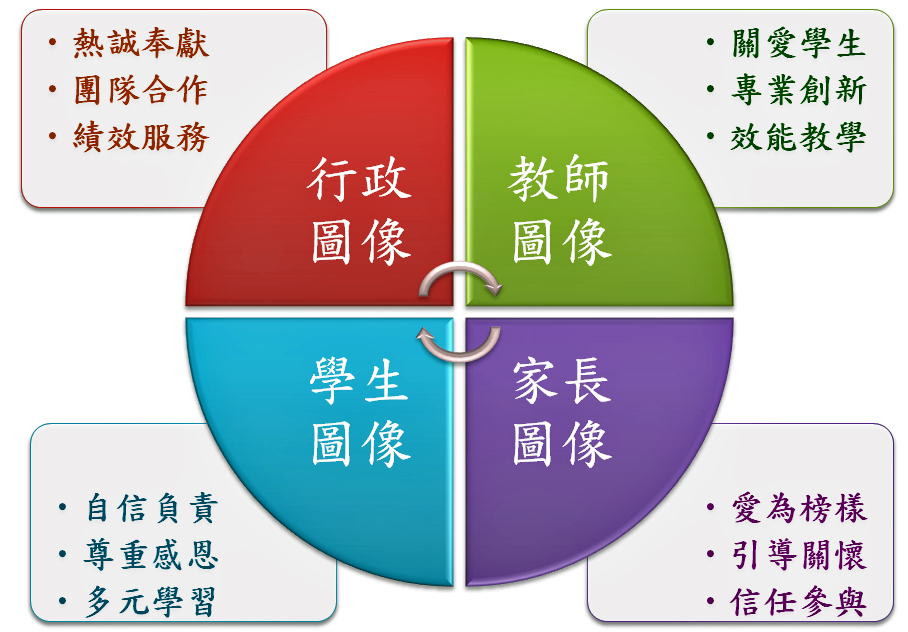 • 熱誠奉獻
• 團隊合作
• 績效服務
行政
圖像
• 關愛學生
• 專業創新
• 效能教學
教師
圖像
學生
圖像
• 自信負責
• 尊重感恩
• 多元學習
家長
圖像
• 愛為榜樣
• 引導關懷
• 信任參與